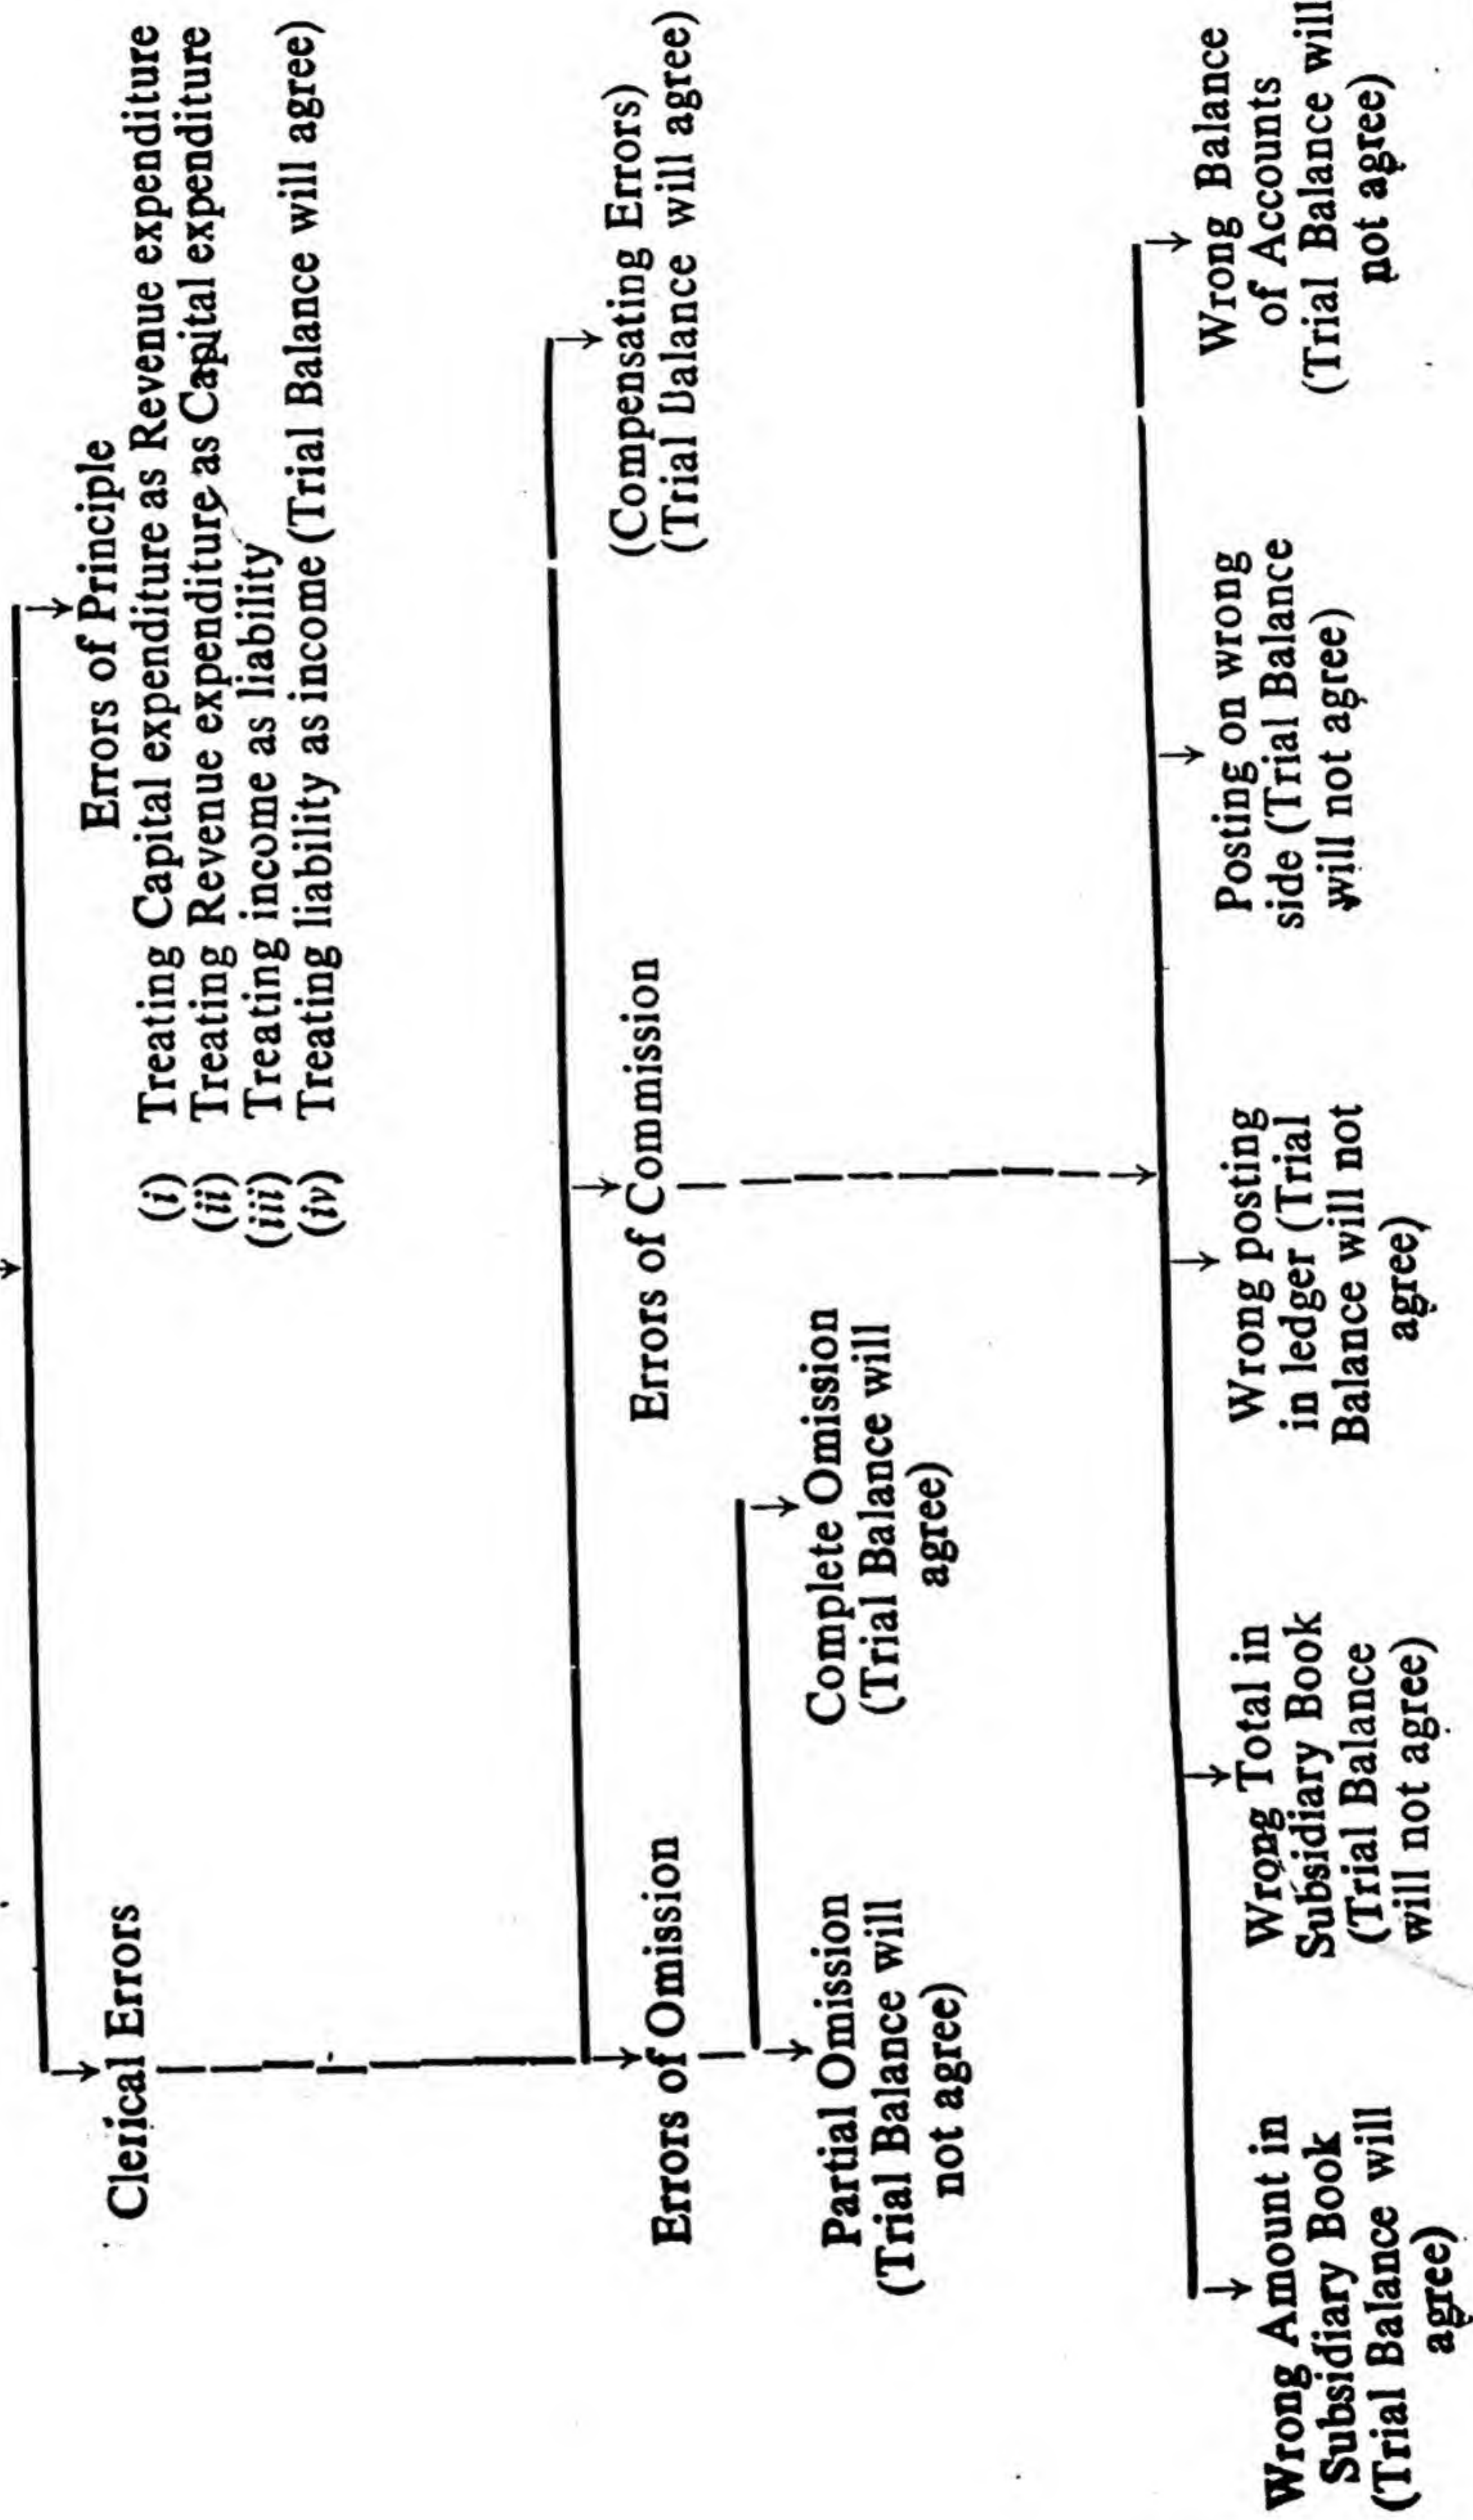 Clerical Errors
Errors of Principle
(i) Treating Capital expenditure as Revenue expenditure
(ii) Treating Revenue expenditure as Capital expenditure
(iii) Treating income as liability
(iv) Treating liability as income (Trial Balance will agree)
Errors of Omission
Errors of Commission
(Compensating Errors)
(Trial Balance will agree)
Partial Omission
(Trial Balance will
not agree)
Complete Omission
(Trial Balance will
agree)
Wrong Amount in
Subsidiary Book
(Trial Balance will
agree)
Wrong Total in
Subsidiary Book
(Trial Balance
will not agree)
Wrong posting
in ledger (Trial
Balance will not
agree)
Posting on wrong
side (Trial Balance
will not agree)
Wrong Balance
of Accounts
(Trial Balance will
not agree)